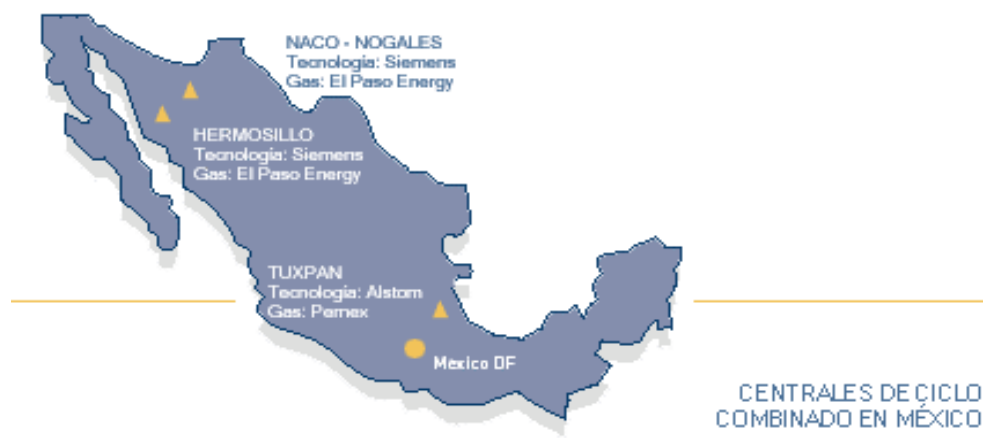 NACO - NOGALES
Tecnología: Siemens
Gas: El Paso Energy
HERMOSILLO
Tecnología: Siemens
Gas: El Paso Energy
TUXPAN
Tecnología: Alstom
Gas: Pemex
Mexico DF
CENTRALES DE CICLO
COMBINADO EN MÉXICO